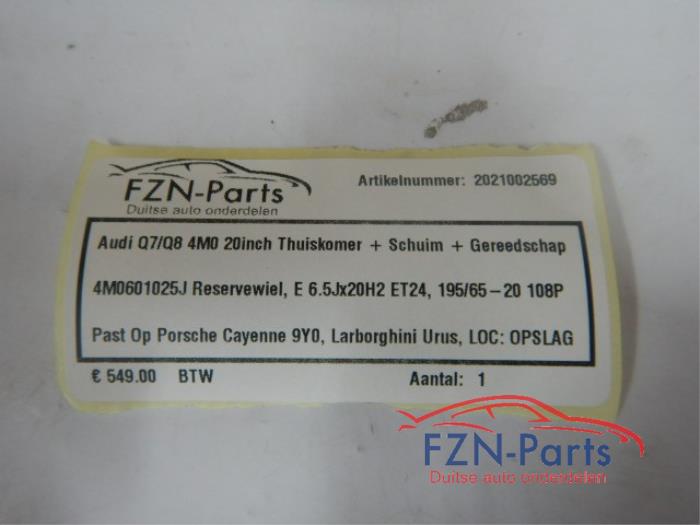 FZN-Parts
Duitse auto onderdelen
Artikelnummer: 2021002569
Audi Q7/Q8 4M0 20inch Thuiskomer + Schuim + Gereedschap
4M0601025J Reservewiel, E 6.5Jx20H2 ET24, 195/65-20 108P
Past Op Porsche Cayenne 9Y0, Larborghini Urus, LOC: OPSLAG
€ 549.00 BTW Aantal: 1
FZN-Parts
Duitse auto onderdelen